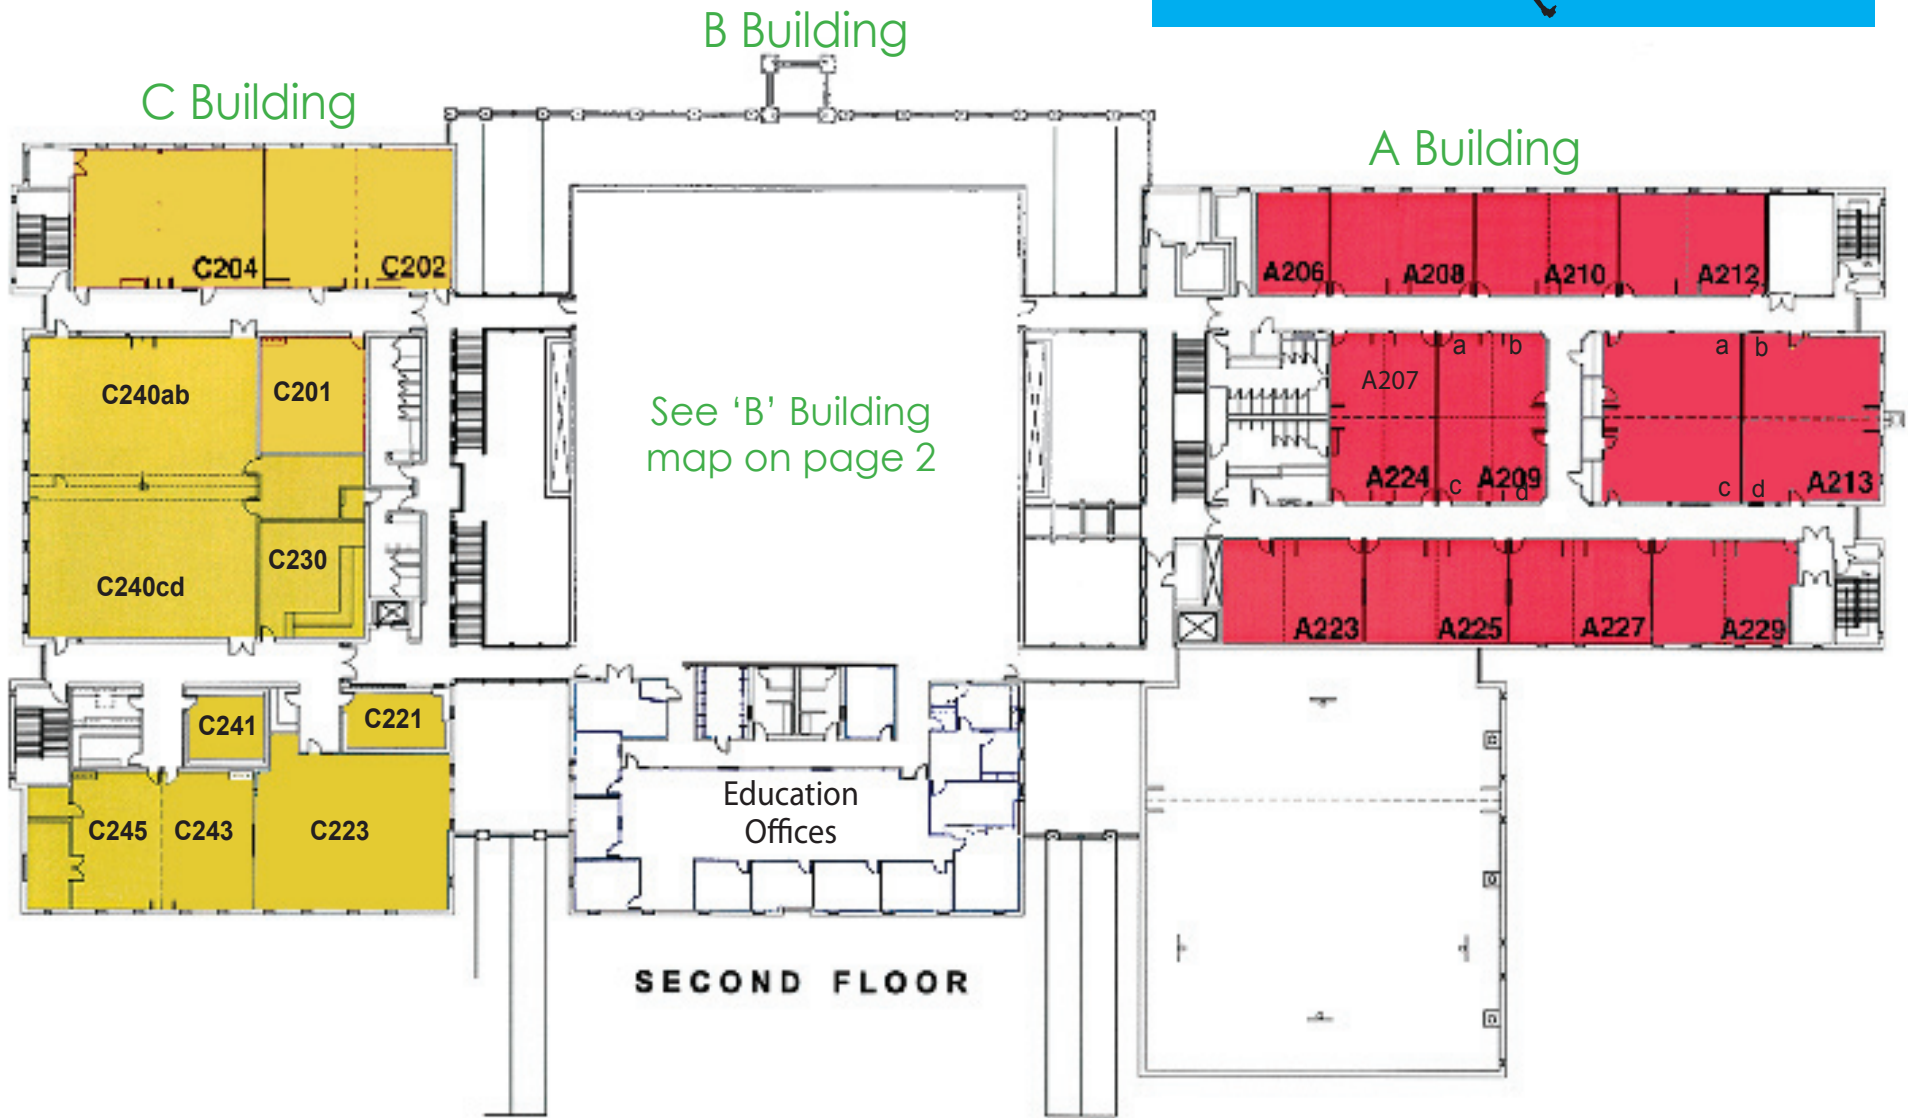 B Building
C Building
A Building
C204
C202
A206
A208
A210
A212
C240ab
C201
See ‘B’ Building
map on page 2
A207
a
b
a
b
A224
A209
c
d
c
d
A213
C240cd
C230
A223
A225
A227
A229
C241
C221
C245
C243
C223
Education
Offices
SECOND FLOOR